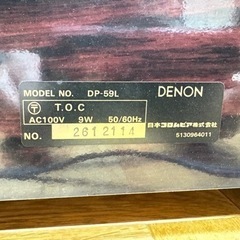 MODEL NO. DP-59L DENON
T T.O.C
AC100V 9W 50/60Hz
日本コロムビア株式会社
NO. 2612114
5130964011